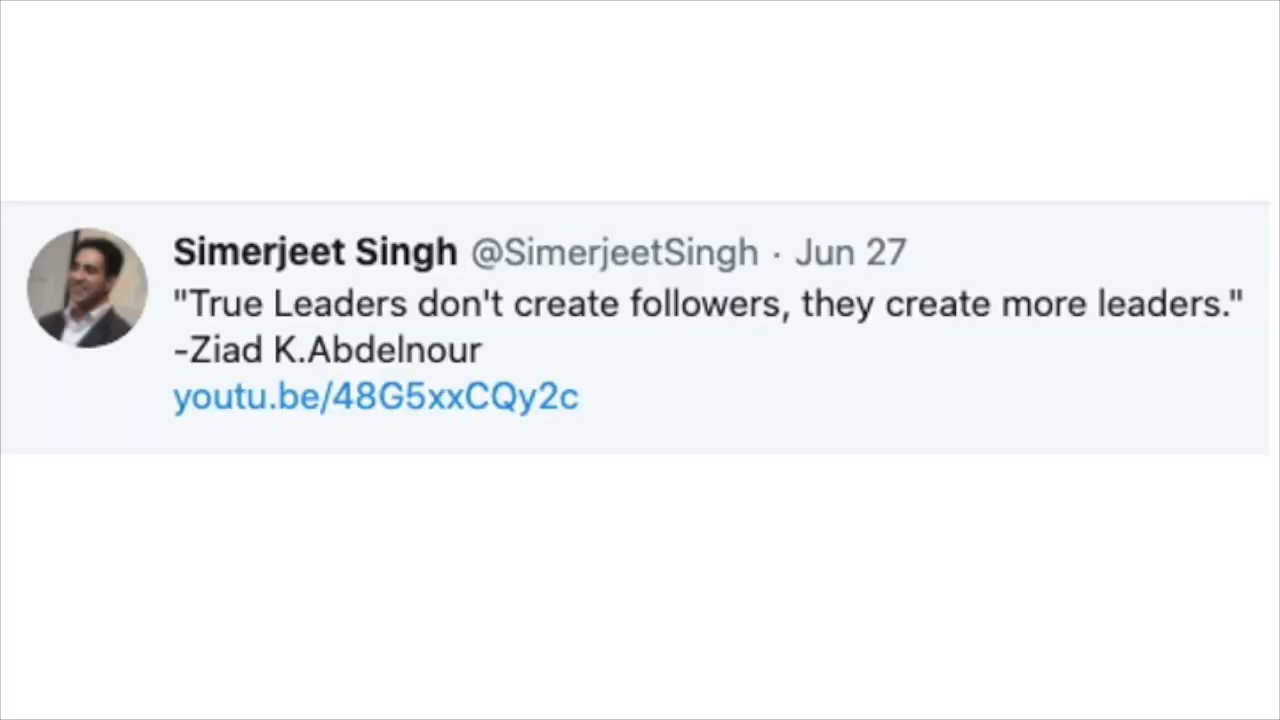 Simerjeet Singh @SimerjeetSingh · Jun 27
"True Leaders don't create followers, they create more leaders."
-Ziad K.Abdelnour
youtu.be/48G5xxCQy2c